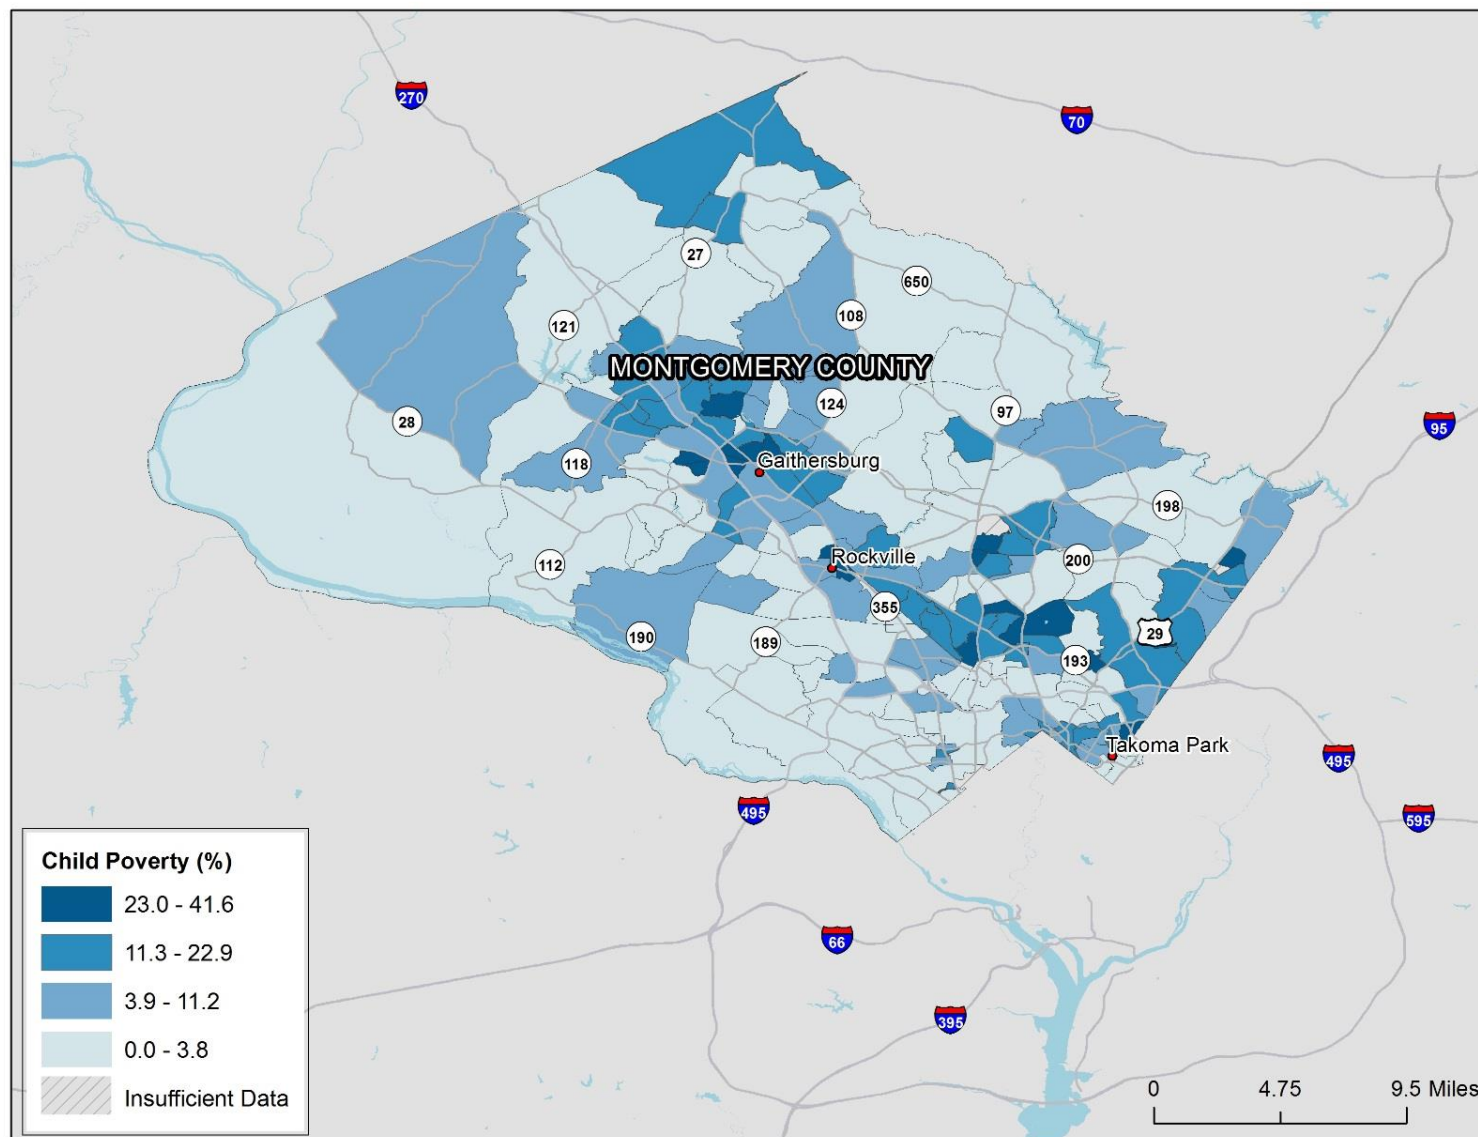 270
70
27
650
121
108
MONTGOMERY COUNTY
124
97
28
95
118
Gaithersburg
198
Rockville
200
112
355
190
189
29
193
Takoma Park
495
495
595
66
395
Child Poverty (%)
23.0 - 41.6
11.3 - 22.9
3.9 - 11.2
0.0 - 3.8
Insufficient Data
0 4.75 9.5 Miles